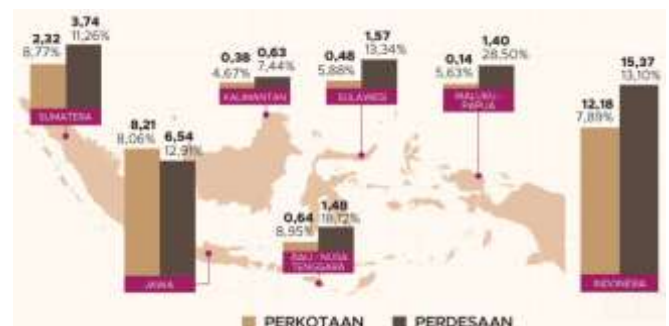 2,32
8,77%
3,74
11,26%
SUMATERA
0,38
4,67%
0,63
7,44%
KALIMANTAN
0,48
5,88%
1,57
13,34%
SULAWESI
0,14
5,63%
1,40
28,50%
MALUKU -
PAPUA
15,37
13,10%
12,18
7,89%
INDONESIA
8,21
8,06%
6,54
12,91%
JAWA
0,64
8,95%
1,48
18,12%
BALI - NUSA
TENGGARA
PERKOTAAN
PERDESAAN